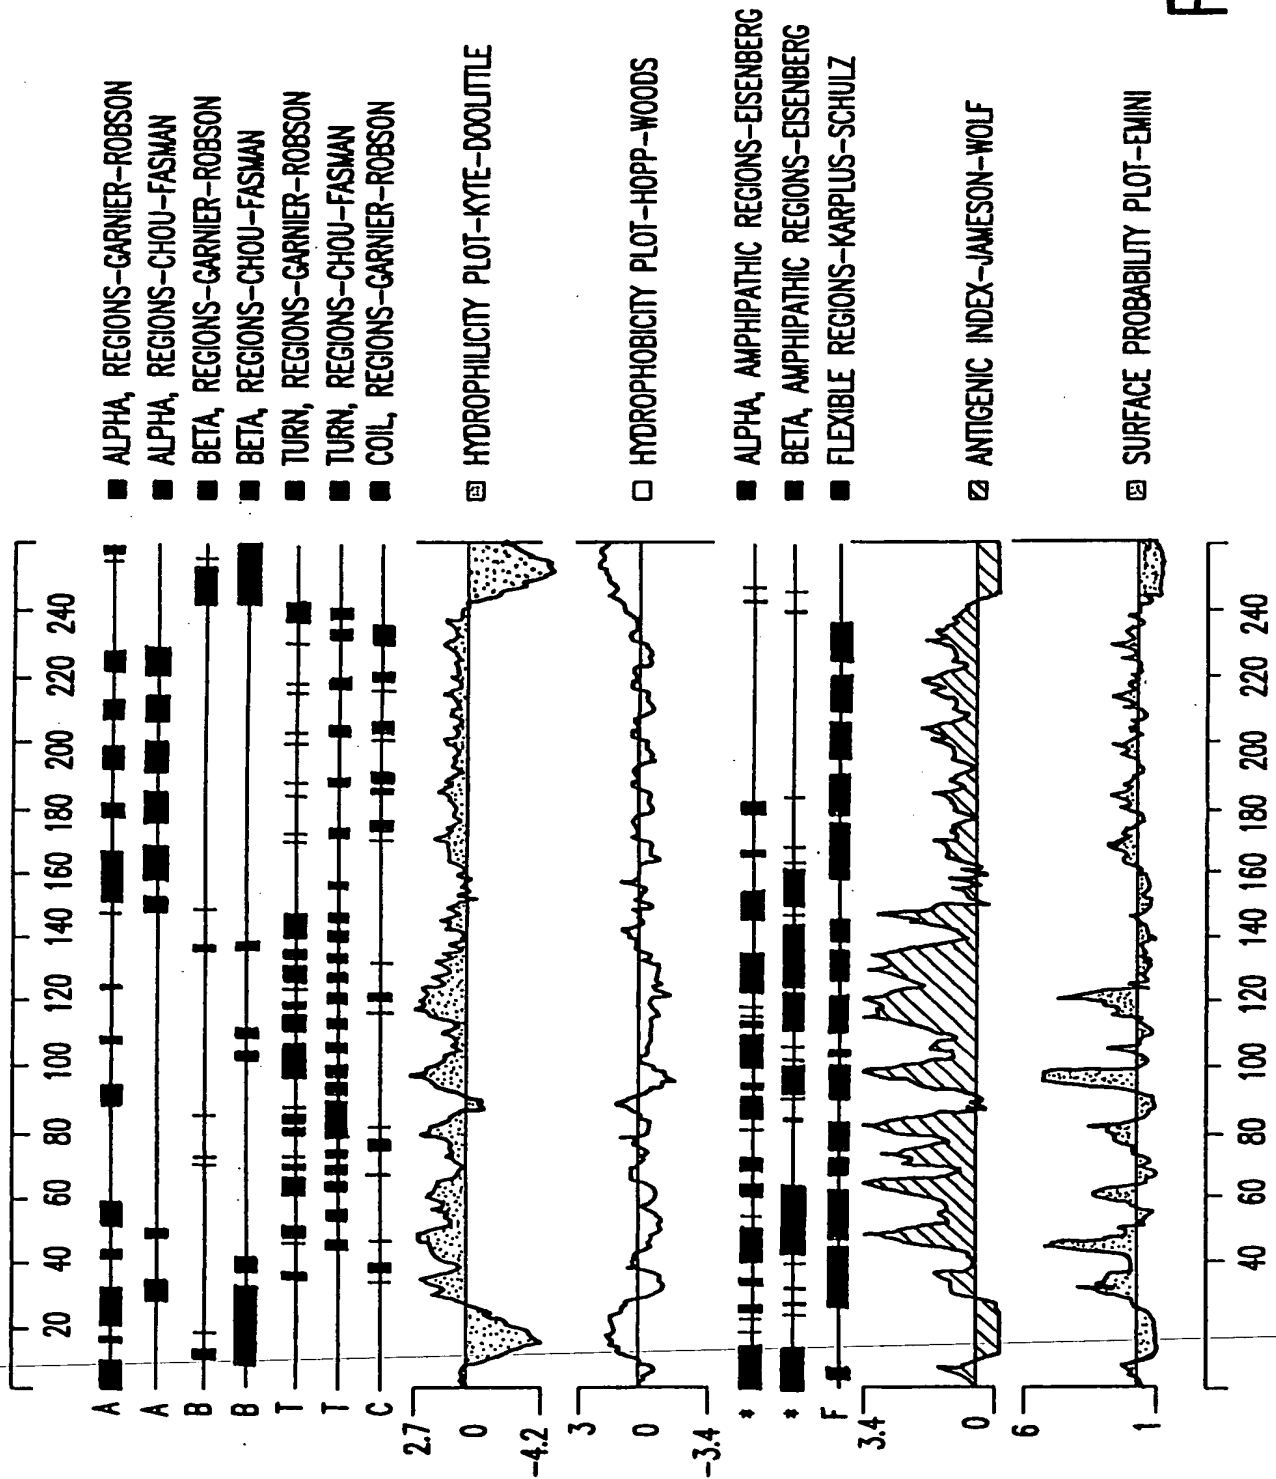 F
20 40 60 80 100 120 140 160 180 200 220 240
A ALPHA, REGIONS-GARNIER-ROBSON
A ALPHA, REGIONS-CHOU-FASMAN
B BETA, REGIONS-GARNIER-ROBSON
B BETA, REGIONS-CHOU-FASMAN
T TURN, REGIONS-GARNIER-ROBSON
T TURN, REGIONS-CHOU-FASMAN
C COIL, REGIONS-GARNIER-ROBSON
2.7
0 HYDROPHILICITY PLOT-KYTE-DOOLITTLE
-4.2
3
0 HYDROPHOBICITY PLOT-HOPP-WOODS
-3.4
* ALPHA, AMPHIPATHIC REGIONS-EISENBERG
* BETA, AMPHIPATHIC REGIONS-EISENBERG
F FLEXIBLE REGIONS-KARPLUS-SCHULZ
3.4
0 ANTIGENIC INDEX-JAMESON-WOLF
6
1 SURFACE PROBABILITY PLOT-EMINI
40 60 80 100 120 140 160 180 200 220 240